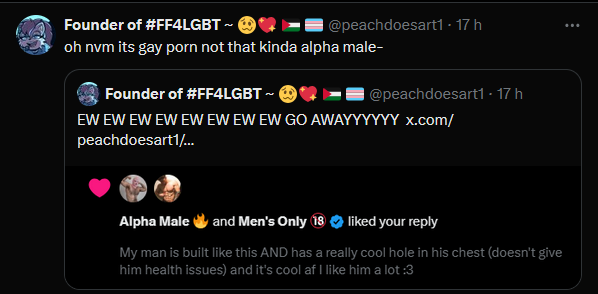 Founder of #FF4LGBT ~ 🥴💖 🇵🇸 🏳️‍⚧️ @peachdoesart1 · 17 h
oh nvm its gay porn not that kinda alpha male-
Founder of #FF4LGBT ~ 🥴💖 🇵🇸 🏳️‍⚧️ @peachdoesart1 · 17 h
EW EW EW EW EW EW EW EW GO AWAYYYYYY x.com/
peachdoesart1/...
Alpha Male 🔥 and Men's Only 🔞 liked your reply
My man is built like this AND has a really cool hole in his chest (doesn't give
him health issues) and it's cool af I like him a lot :3